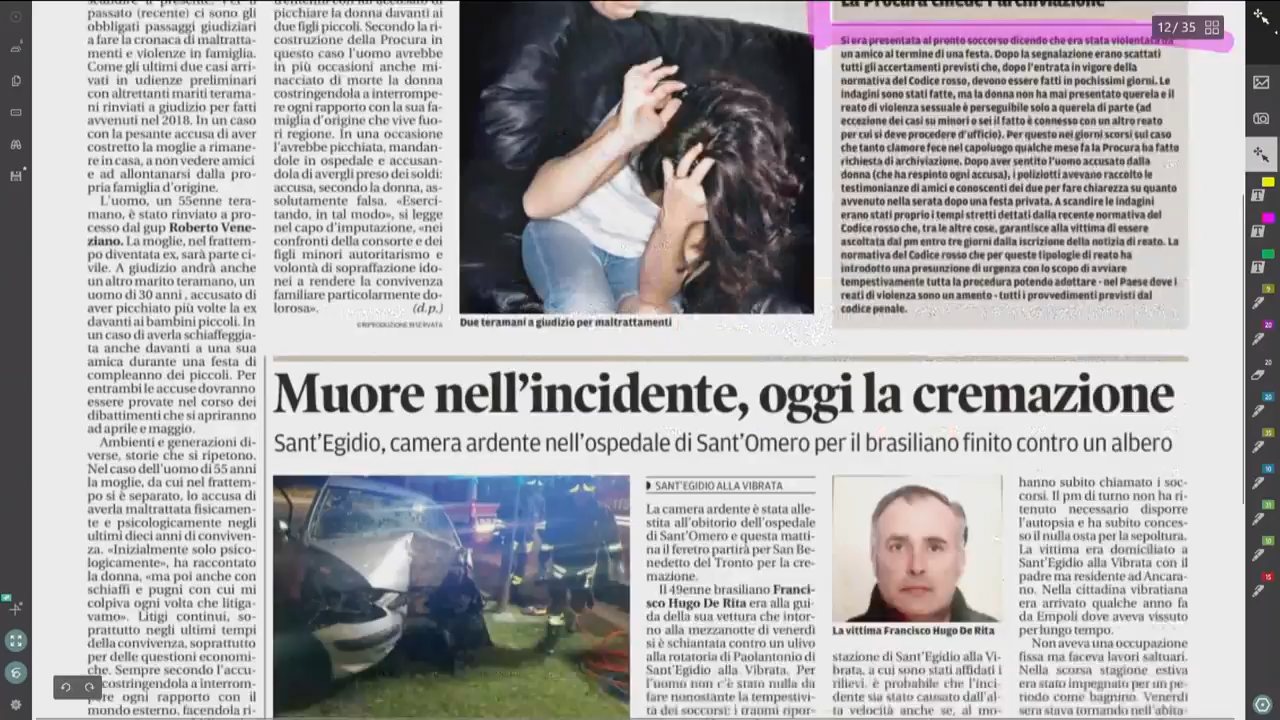 passato (recente) ci sono gli
obbligati passaggi giudiziari
a fare la cronaca di maltratta-
menti e violenze in famiglia.
Come gli ultimi due casi arri-
vati in udienze preliminari
con altrettanti mariti terama-
ni rinviati a giudizio per fatti
avvenuti nel 2018. In un caso
con la pesante accusa di aver
costretto la moglie a rimane-
re in casa, a non vedere amici
e ad allontanarsi dalla pro-
pria famiglia d'origine.
L'uomo, un 55enne tera-
mano, è stato rinviato a pro-
cesso dal gup Roberto Vene-
ziano. La moglie, nel frattem-
po diventata ex, sarà parte ci-
vile. A giudizio andrà anche
un altro marito teramano, un
uomo di 30 anni , accusato di
aver picchiato più volte la ex
davanti ai bambini piccoli. In
un caso di averla schiaffeggia-
ta anche davanti a una sua
amica durante una festa di
compleanno dei piccoli. Per
entrambi le accuse dovranno
essere provate nel corso dei
dibattimenti che si apriranno
ad aprile e maggio.
Ambienti e generazioni di-
verse, storie che si ripetono.
Nel caso dell'uomo di 55 anni
la moglie, da cui nel frattem-
po si è separato, lo accusa di
averla maltrattata fisicamen-
te e psicologicamente negli
ultimi dieci anni di conviven-
za. «Inizialmente solo psico-
logicamente», ha raccontato
la donna, «ma poi anche con
schiaffi e pugni con cui mi
colpiva ogni volta che litiga-
vamo». Litigi continui, so-
prattutto negli ultimi tempi
della convivenza, soprattutto
per delle questioni economi-
che. Sempre secondo l'accu-
costringendola a interrom-
ogni rapporto con il
mondo esterno, facendola ri-
picchiare la donna davanti ai
due figli piccoli. Secondo la ri-
costruzione della Procura in
questo caso l'uomo avrebbe
in più occasioni anche mi-
nacciato di morte la donna
costringendola a interrompe-
re ogni rapporto con la sua fa-
miglia d'origine che vive fuo-
ri regione. In una occasione
l'avrebbe picchiata, mandan-
dola in ospedale e accusan-
dola di avergli preso dei soldi:
accusa, secondo la donna, as-
solutamente falsa. «Eserci-
tando, in tal modo», si legge
nel capo d'imputazione, «nei
confronti della consorte e dei
figli minori autoritarismo e
volontà di sopraffazione ido-
nei a rendere la convivenza
familiare particolarmente do-
lorosa». (d.p.)
©RIPRODUZIONE RISERVATA
Due teramani a giudizio per maltrattamenti
La Procura chiede l'archiviazione
12 / 35
Si era presentata al pronto soccorso dicendo che era stata violentata da
un amico al termine di una festa. Dopo la segnalazione erano scattati
tutti gli accertamenti previsti che, dopo l'entrata in vigore della
normativa del Codice rosso, devono essere fatti in pochissimi giorni. Le
indagini sono state fatte, ma la donna non ha mai presentato querela e il
reato di violenza sessuale è perseguibile solo a querela di parte (ad
eccezione dei casi su minori o sei il fatto è connesso con un altro reato
per cui si deve procedere d'ufficio). Per questo nei giorni scorsi sul caso
che tanto clamore fece nel capoluogo qualche mese fa la Procura ha fatto
richiesta di archiviazione. Dopo aver sentito l'uomo accusato dalla
donna (che ha respinto ogni accusa), i poliziotti avevano raccolto le
testimonianze di amici e conoscenti dei due per fare chiarezza su quanto
avvenuto nella serata dopo una festa privata. A scandire le indagini
erano stati proprio i tempi stretti dettati dalla recente normativa del
Codice rosso che, tra le altre cose, garantisce alla vittima di essere
ascoltata dal pm entro tre giorni dalla iscrizione della notizia di reato. La
normativa del Codice rosso che per queste tipologie di reato ha
introdotto una presunzione di urgenza con lo scopo di avviare
tempestivamente tutta la procedura potendo adottare - nel Paese dove i
reati di violenza sono un amento - tutti i provvedimenti previsti dal
codice penale.
Muore nell'incidente, oggi la cremazione
Sant'Egidio, camera ardente nell'ospedale di Sant'Omero per il brasiliano finito contro un albero
SANT'EGIDIO ALLA VIBRATA
La camera ardente è stata alle-
stita all'obitorio dell'ospedale
di Sant'Omero e questa matti-
na il feretro partirà per San Be-
nedetto del Tronto per la cre-
mazione.
Il 49enne brasiliano Franci-
sco Hugo De Rita era alla gui-
da della sua vettura che intor-
no alla mezzanotte di venerdì
si è schiantata contro un ulivo
alla rotatoria di Paolantonio di
Sant'Egidio alla Vibrata. Per
l'uomo non c'è stato nulla da
fare nonostante la tempestivi-
tà dei soccorsi: i traumi ripor-
La vittima Francisco Hugo De Rita
stazione di Sant'Egidio alla Vi-
brata, a cui sono stati affidati i
rilievi, è probabile che l'inci-
dente sia stato causato dall'al-
ta velocità anche se, al mo-
hanno subito chiamato i soc-
corsi. Il pm di turno non ha ri-
tenuto necessario disporre
l'autopsia e ha subito conces-
so il nulla osta per la sepoltura.
La vittima era domiciliato a
Sant'Egidio alla Vibrata con il
padre ma residente ad Ancara-
no. Nella cittadina vibratiana
era arrivato qualche anno fa
da Empoli dove aveva vissuto
per lungo tempo.
Non aveva una occupazione
fissa ma faceva lavori saltuari.
Nella scorsa stagione estiva
era stato impegnato per un pe-
riodo come bagnino. Venerdì
sera stava tornando nell'abita-